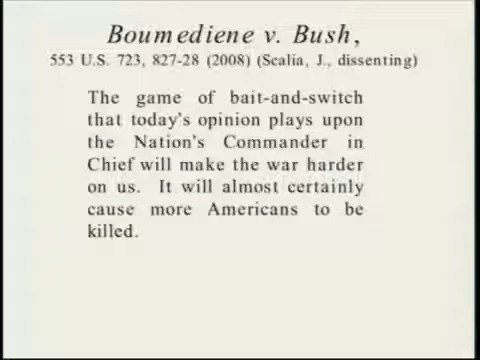 Boumediene v. Bush,
553 U.S. 723, 827-28 (2008) (Scalia, J., dissenting)
The game of bait-and-switch
that today's opinion plays upon
the Nation's Commander in
Chief will make the war harder
on us. It will almost certainly
cause more Americans to be
killed.